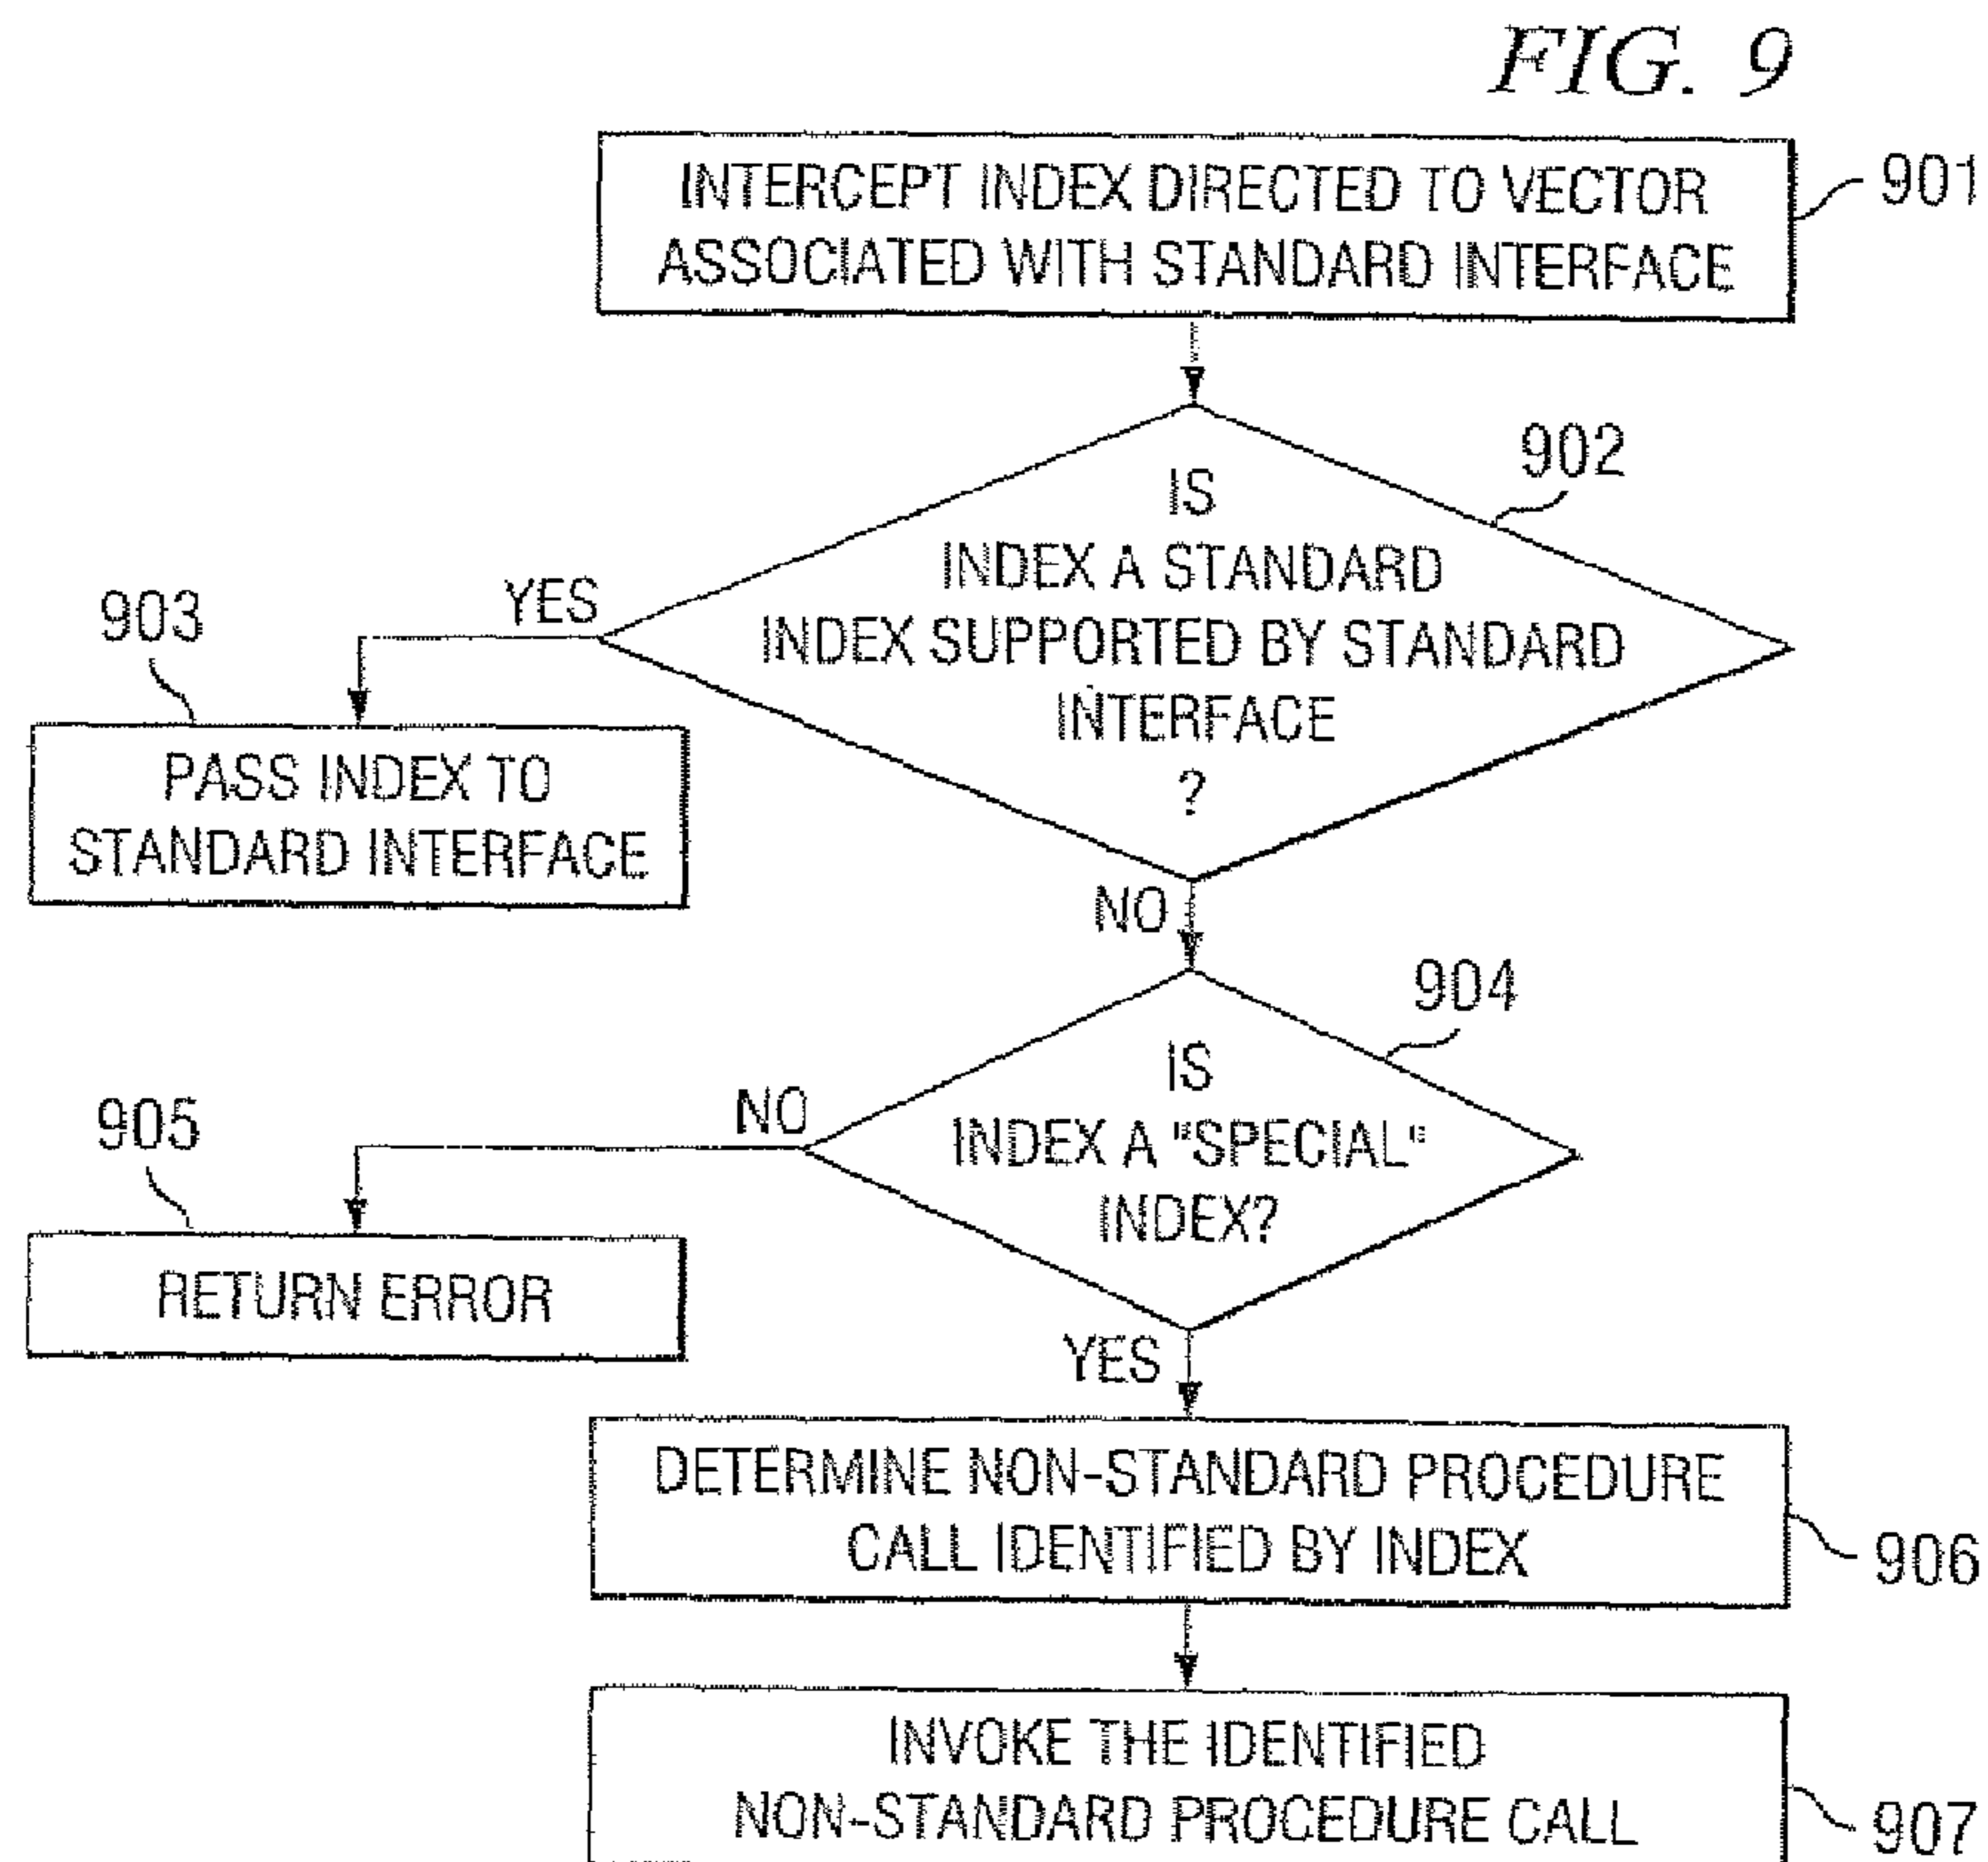 FIG. 9
INTERCEPT INDEX DIRECTED TO VECTOR
ASSOCIATED WITH STANDARD INTERFACE
901
902
IS
INDEX A STANDARD
INDEX SUPPORTED BY STANDARD
INTERFACE
?
YES
903
PASS INDEX TO
STANDARD INTERFACE
NO
904
IS
INDEX A "SPECIAL"
INDEX?
NO
905
RETURN ERROR
YES
DETERMINE NON-STANDARD PROCEDURE
CALL IDENTIFIED BY INDEX
906
INVOKE THE IDENTIFIED
NON-STANDARD PROCEDURE CALL
907